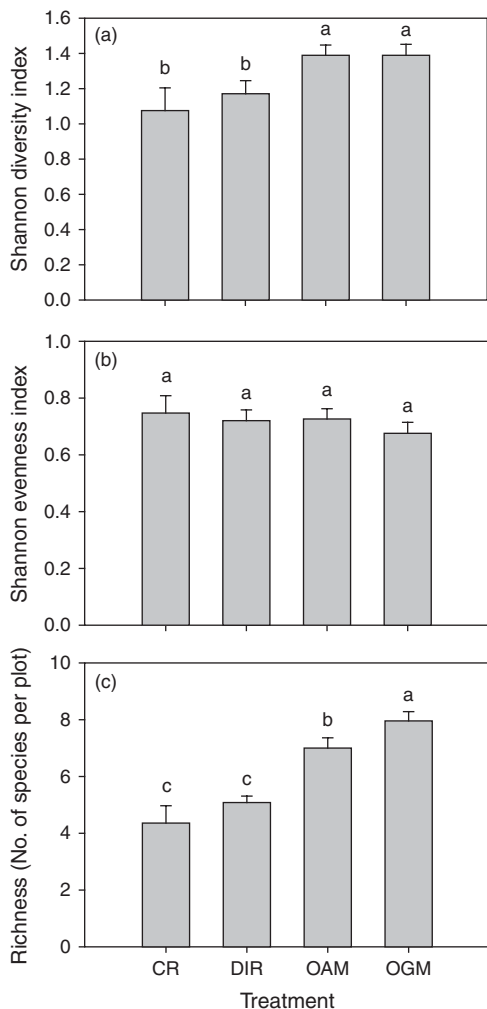 (a)
Shannon diversity index
1.6
1.4
1.2
1.0
0.8
0.6
0.4
0.2
0.0
b b a a
(b)
Shannon evenness index
1.0
0.8
0.6
0.4
0.2
0.0
a a a a
(c)
Richness (No. of species per plot)
10
8
6
4
2
0
c c b a
CR DIR OAM OGM
Treatment